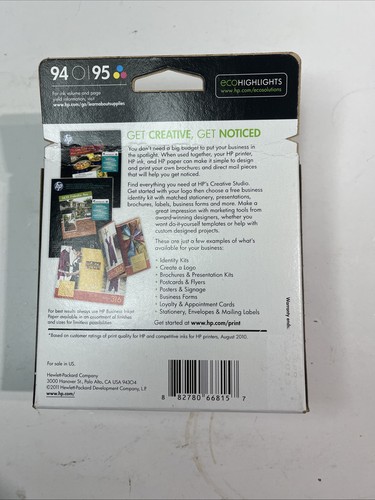 94 95
ecoHIGHLIGHTS
www.hp.com/ecosolutions
For ink volume and page
yield information, visit
www.hp.com/go/learnaboutsupplies
GET CREATIVE, GET NOTICED
You don't need a big budget to put your business in
the spotlight. When used together, your HP printer,
HP ink, and HP paper can make it simple to design
and print your own brochures and direct mail pieces
that will help you get noticed.
Find everything you need at HP's Creative Studio.
Get started with your logo then choose a free business
identity kit with matched stationery, presentations,
brochures, labels, business forms and more. Make a
great impression with marketing tools from
award-winning designers, whether you
want do-it-yourself templates or help with
custom designed projects.
These are just a few examples of what's
available for your business:
• Identity Kits
• Create a Logo
• Brochures & Presentation Kits
• Postcards & Flyers
• Posters & Signage
• Business Forms
• Loyalty & Appointment Cards
• Stationery, Envelopes & Mailing Labels
Get started at www.hp.com/print
For best results, always use HP Business Inkjet
Paper available in an assortment of finishes
and sizes for limitless possibilities.
*Based on customer ratings of print quality for HP and competitive inks for HP printers, August 2010.
Warranty ends:
For sale in US.
Hewlett-Packard Company
3000 Hanover St., Palo Alto, CA USA 94304
©2011 Hewlett-Packard Development Company, L.P.
www.hp.com/
8 82780 66815 7